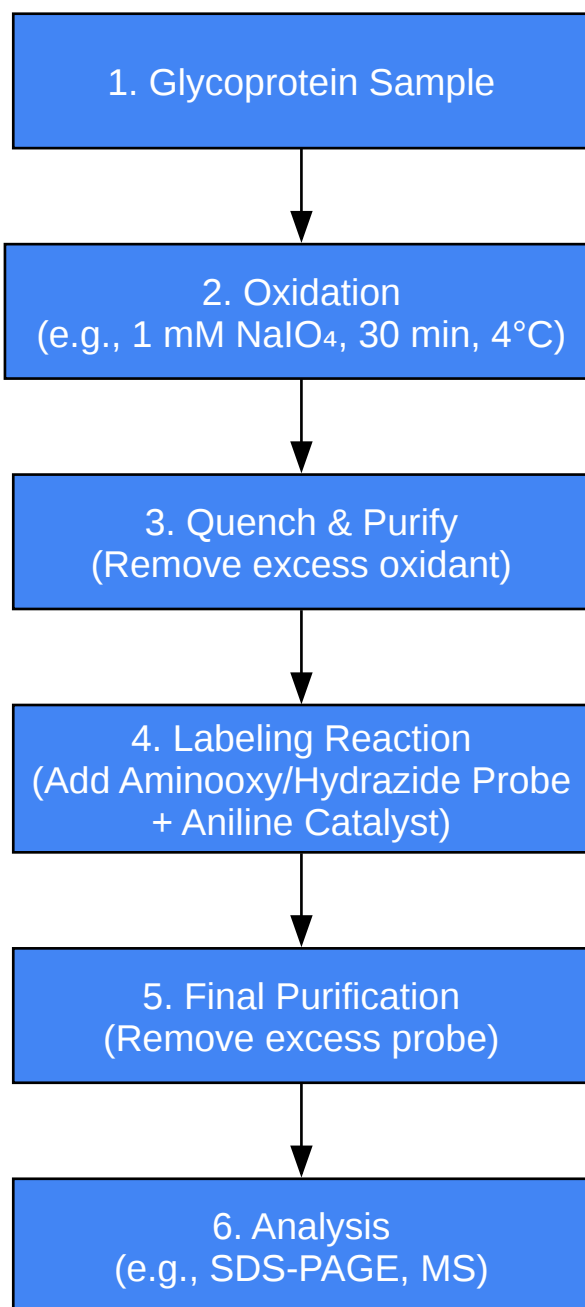 1. Glycoprotein Sample
2. Oxidation
(e.g., 1 mM NaIO₄, 30 min, 4°C)
3. Quench & Purify
(Remove excess oxidant)
4. Labeling Reaction
(Add Aminooxy/Hydrazide Probe
+ Aniline Catalyst)
5. Final Purification
(Remove excess probe)
6. Analysis
(e.g., SDS-PAGE, MS)